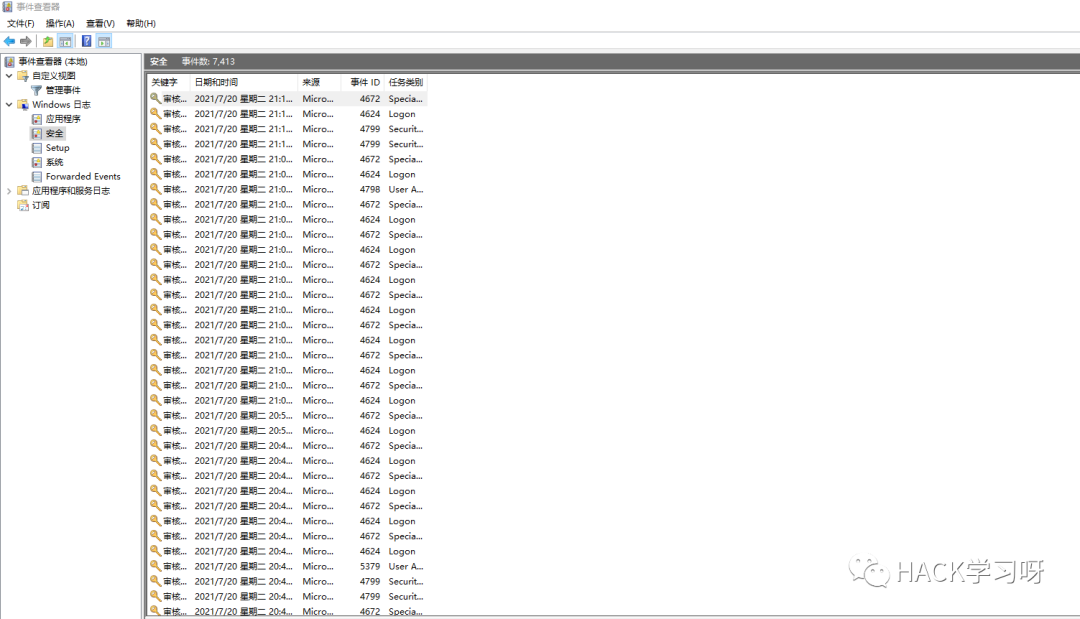 事件查看器
文件(F) 操作(A) 查看(V) 帮助(H)
事件查看器 (本地)
自定义视图
管理事件
Windows 日志
应用程序
安全
Setup
系统
Forwarded Events
应用程序和服务日志
订阅
安全 事件数: 7,413
关键字 日期和时间 来源 事件 ID 任务类别
审核... 2021/7/20 星期二 21:1... Micro... 4672 Specia...
审核... 2021/7/20 星期二 21:1... Micro... 4624 Logon
审核... 2021/7/20 星期二 21:1... Micro... 4799 Securit...
审核... 2021/7/20 星期二 21:1... Micro... 4799 Securit...
审核... 2021/7/20 星期二 21:0... Micro... 4672 Specia...
审核... 2021/7/20 星期二 21:0... Micro... 4624 Logon
审核... 2021/7/20 星期二 21:0... Micro... 4798 User A...
审核... 2021/7/20 星期二 21:0... Micro... 4672 Specia...
审核... 2021/7/20 星期二 21:0... Micro... 4624 Logon
审核... 2021/7/20 星期二 21:0... Micro... 4672 Specia...
审核... 2021/7/20 星期二 21:0... Micro... 4624 Logon
审核... 2021/7/20 星期二 21:0... Micro... 4672 Specia...
审核... 2021/7/20 星期二 21:0... Micro... 4624 Logon
审核... 2021/7/20 星期二 21:0... Micro... 4672 Specia...
审核... 2021/7/20 星期二 21:0... Micro... 4624 Logon
审核... 2021/7/20 星期二 21:0... Micro... 4672 Specia...
审核... 2021/7/20 星期二 21:0... Micro... 4624 Logon
审核... 2021/7/20 星期二 21:0... Micro... 4672 Specia...
审核... 2021/7/20 星期二 21:0... Micro... 4624 Logon
审核... 2021/7/20 星期二 21:0... Micro... 4672 Specia...
审核... 2021/7/20 星期二 21:0... Micro... 4624 Logon
审核... 2021/7/20 星期二 20:5... Micro... 4672 Specia...
审核... 2021/7/20 星期二 20:5... Micro... 4624 Logon
审核... 2021/7/20 星期二 20:4... Micro... 4672 Specia...
审核... 2021/7/20 星期二 20:4... Micro... 4624 Logon
审核... 2021/7/20 星期二 20:4... Micro... 4672 Specia...
审核... 2021/7/20 星期二 20:4... Micro... 4624 Logon
审核... 2021/7/20 星期二 20:4... Micro... 4672 Specia...
审核... 2021/7/20 星期二 20:4... Micro... 4624 Logon
审核... 2021/7/20 星期二 20:4... Micro... 4672 Specia...
审核... 2021/7/20 星期二 20:4... Micro... 4624 Logon
审核... 2021/7/20 星期二 20:4... Micro... 5379 User A...
审核... 2021/7/20 星期二 20:4... Micro... 4799 Securit...
审核... 2021/7/20 星期二 20:4... Micro... 4799 Securit...
审核... 2021/7/20 星期二 20:4... Micro... 4672 Specia...
HACK学习呀